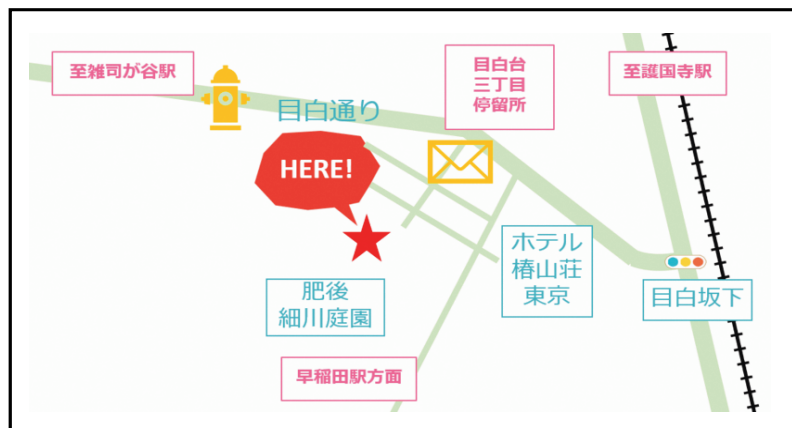 至雑司が谷駅
目白通り
目白台
三丁目
停留所
至護国寺駅
HERE!
肥後
細川庭園
ホテル
椿山荘
東京
目白坂下
早稲田駅方面